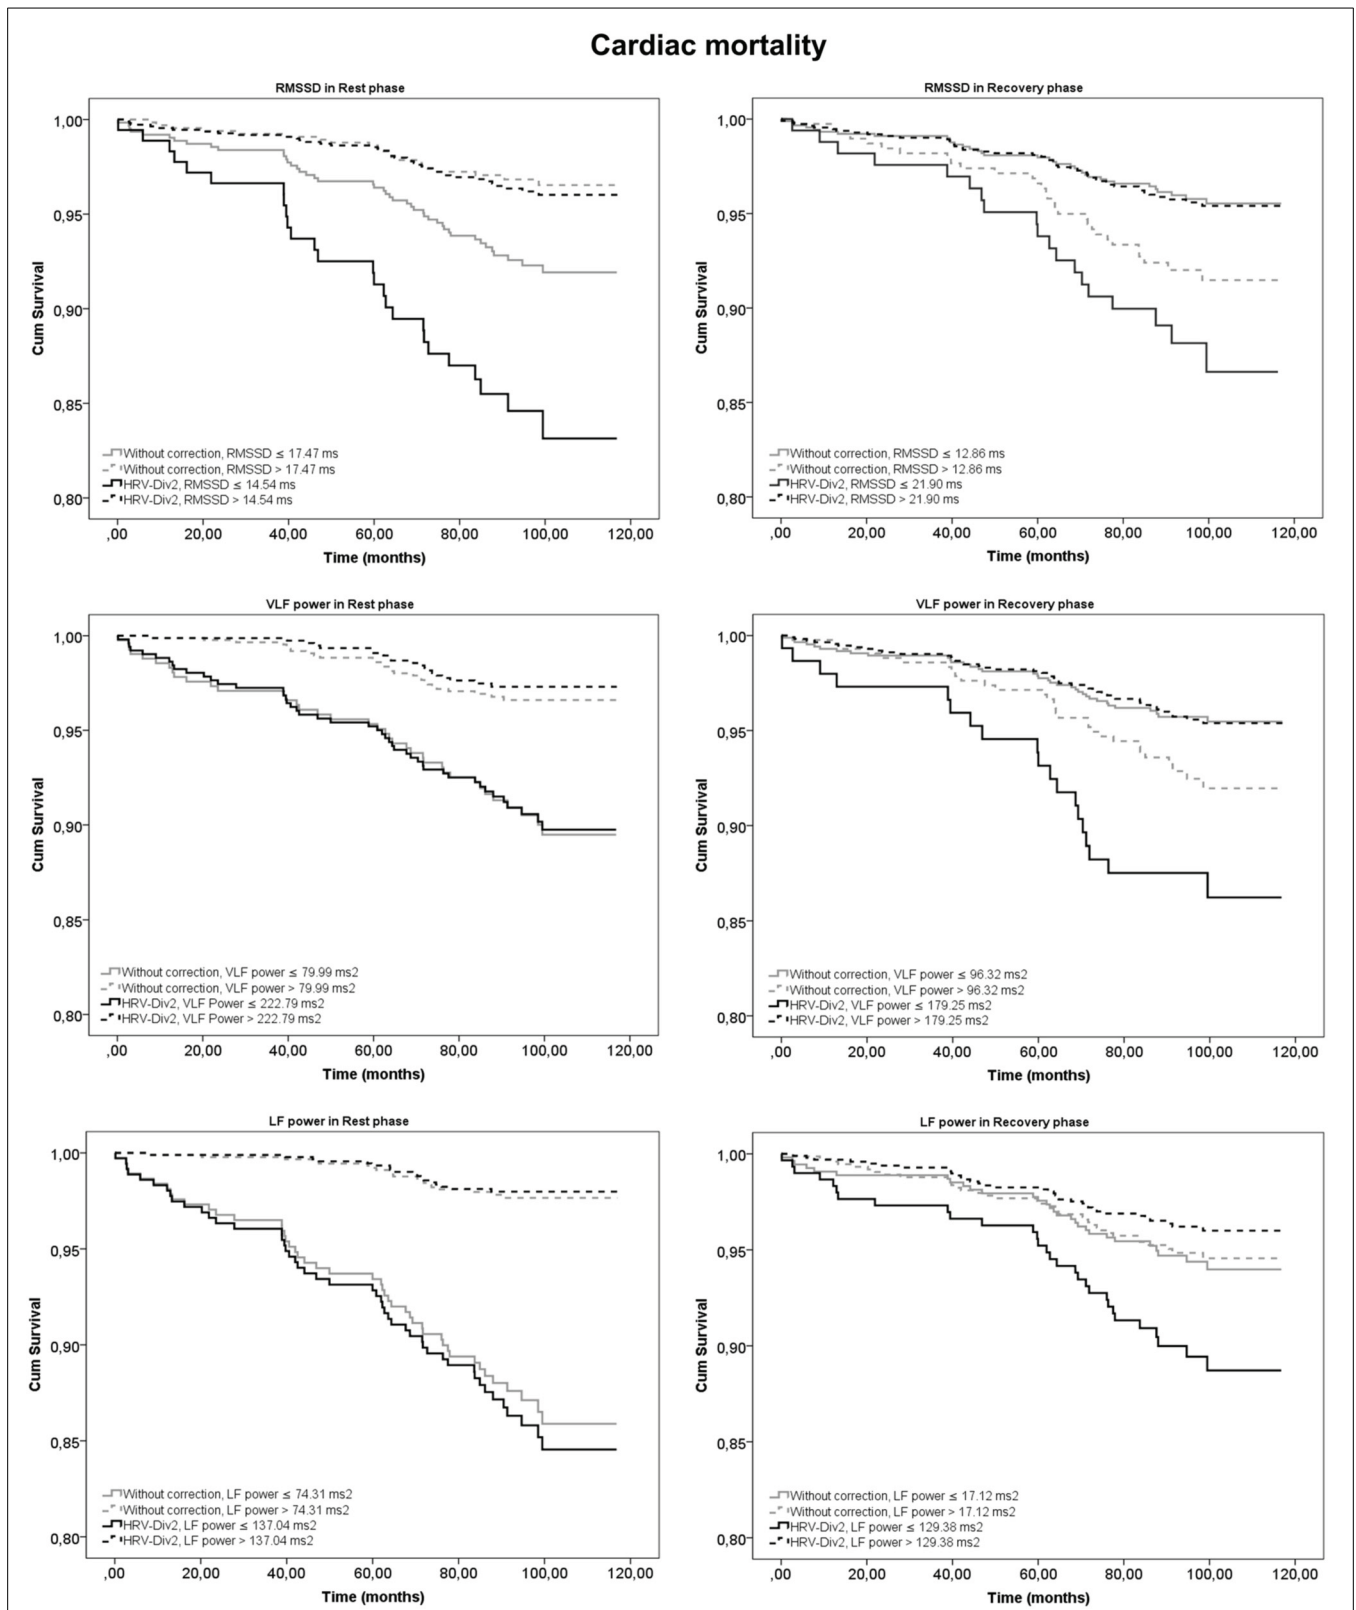 Cardiac mortality
RMSSD in Rest phase
Cum Survival
1,00
0,95
0,90
0,85
0,80
Without correction, RMSSD ≤ 17.47 ms
Without correction, RMSSD > 17.47 ms
HRV-Div2, RMSSD ≤ 14.54 ms
HRV-Div2, RMSSD > 14.54 ms
,00 20,00 40,00 60,00 80,00 100,00 120,00
Time (months)
RMSSD in Recovery phase
Cum Survival
1,00
0,95
0,90
0,85
0,80
Without correction, RMSSD ≤ 12.86 ms
Without correction, RMSSD > 12.86 ms
HRV-Div2, RMSSD ≤ 21.90 ms
HRV-Div2, RMSSD > 21.90 ms
,00 20,00 40,00 60,00 80,00 100,00 120,00
Time (months)
VLF power in Rest phase
Cum Survival
1,00
0,95
0,90
0,85
0,80
Without correction, VLF power ≤ 79.99 ms2
Without correction, VLF power > 79.99 ms2
HRV-Div2, VLF Power ≤ 222.79 ms2
HRV-Div2, VLF Power > 222.79 ms2
,00 20,00 40,00 60,00 80,00 100,00 120,00
Time (months)
VLF power in Recovery phase
Cum Survival
1,00
0,95
0,90
0,85
0,80
Without correction, VLF power ≤ 96.32 ms2
Without correction, VLF power > 96.32 ms2
HRV-Div2, VLF power ≤ 179.25 ms2
HRV-Div2, VLF power > 179.25 ms2
,00 20,00 40,00 60,00 80,00 100,00 120,00
Time (months)
LF power in Rest phase
Cum Survival
1,00
0,95
0,90
0,85
0,80
Without correction, LF power ≤ 74.31 ms2
Without correction, LF power > 74.31 ms2
HRV-Div2, LF power ≤ 137.04 ms2
HRV-Div2, LF power > 137.04 ms2
,00 20,00 40,00 60,00 80,00 100,00 120,00
Time (months)
LF power in Recovery phase
Cum Survival
1,00
0,95
0,90
0,85
0,80
Without correction, LF power ≤ 17.12 ms2
Without correction, LF power > 17.12 ms2
HRV-Div2, LF power ≤ 129.38 ms2
HRV-Div2, LF power > 129.38 ms2
,00 20,00 40,00 60,00 80,00 100,00 120,00
Time (months)